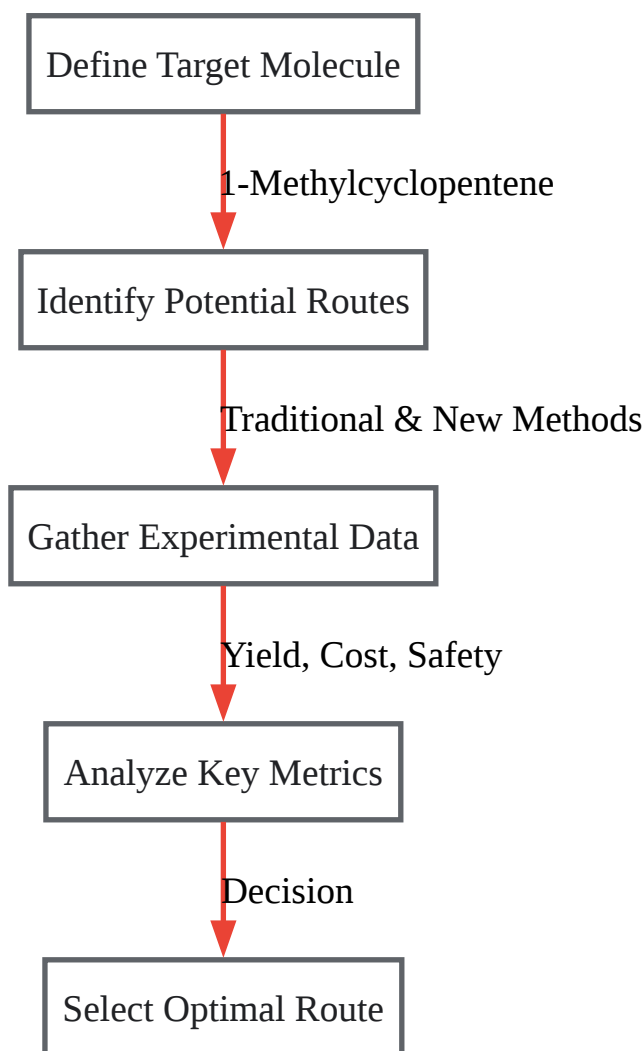 Define Target Molecule
1-Methylcyclopentene
Identify Potential Routes
Traditional & New Methods
Gather Experimental Data
Yield, Cost, Safety
Analyze Key Metrics
Decision
Select Optimal Route